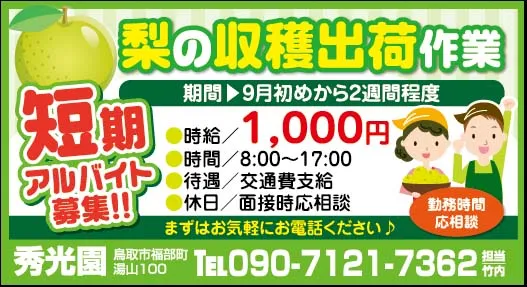 梨の収穫出荷作業
短期
アルバイト
募集!!
期間▶9月初めから2週間程度
●時給／1,000円
●時間／8:00〜17:00
●待遇／交通費支給
●休日／面接時応相談
勤務時間
応相談
まずはお気軽にお電話ください♪
秀光園
鳥取市福部町
湯山100
TEL090-7121-7362
担当
竹内